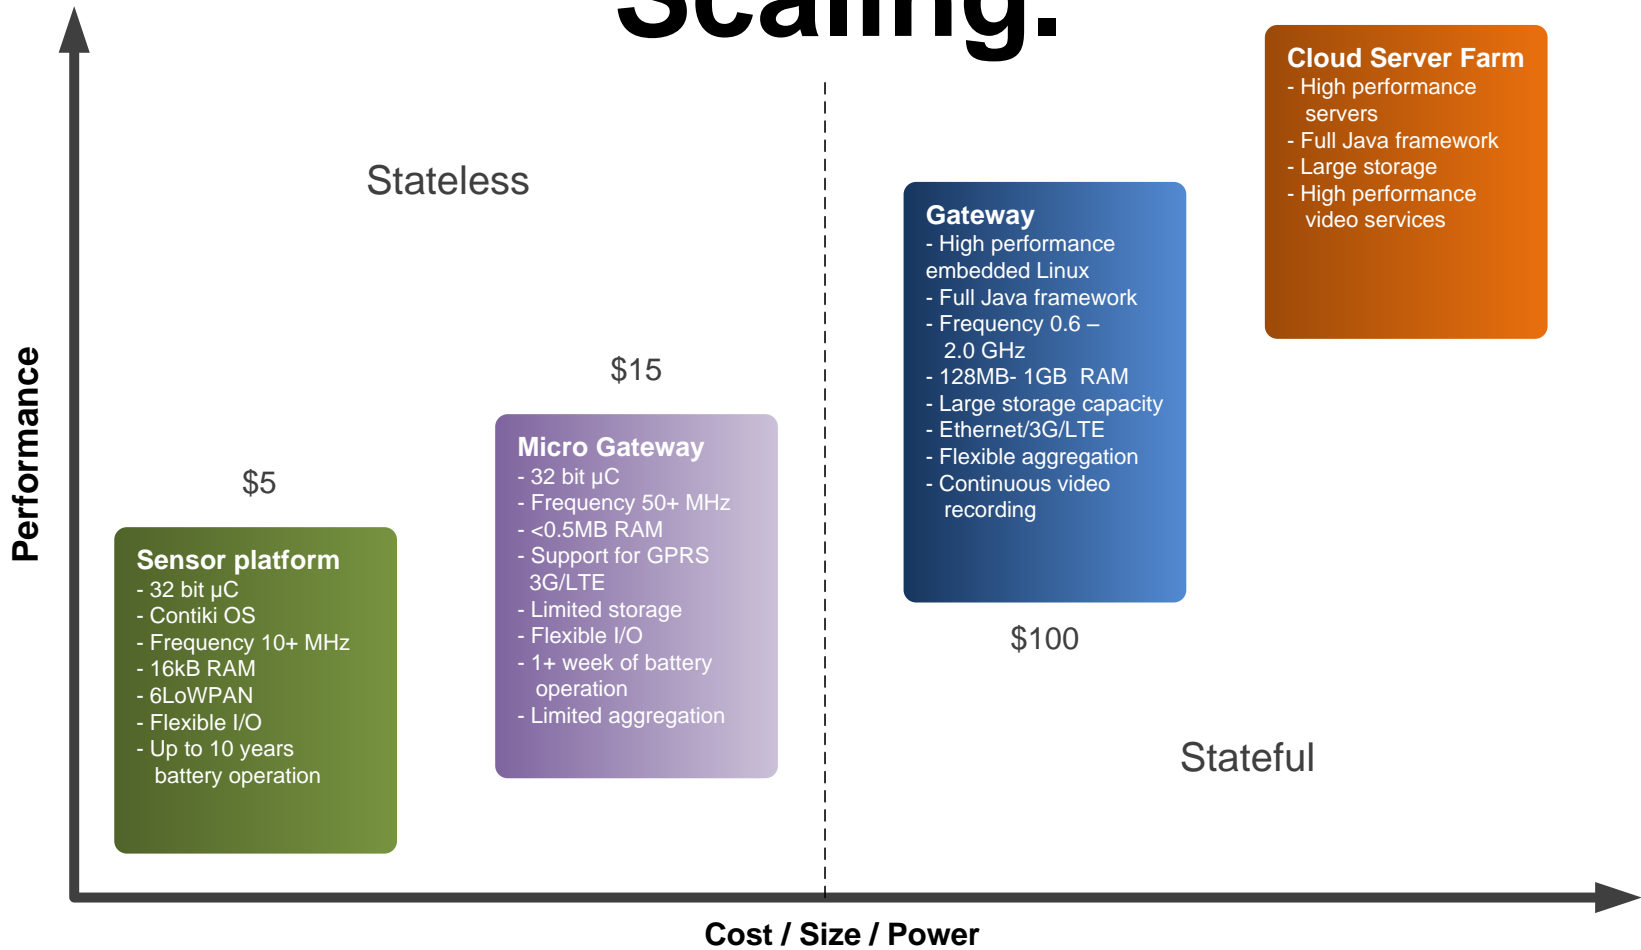 Scaling.
Cloud Server Farm
- High performance
servers
- Full Java framework
- Large storage
- High performance
video services
Stateless
Gateway
- High performance
embedded Linux
- Full Java framework
- Frequency 0.6 –
2.0 GHz
- 128MB- 1GB  RAM
- Large storage capacity
- Ethernet/3G/LTE
- Flexible aggregation
- Continuous video
recording
$100
$15
Micro Gateway
- 32 bit µC
- Frequency 50+ MHz
- <0.5MB RAM
- Support for GPRS
3G/LTE
- Limited storage
- Flexible I/O
- 1+ week of battery
operation
- Limited aggregation
$5
Sensor platform
- 32 bit µC
- Contiki OS
- Frequency 10+ MHz
- 16kB RAM
- 6LoWPAN
- Flexible I/O
- Up to 10 years
battery operation
Stateful
Performance
Cost / Size / Power